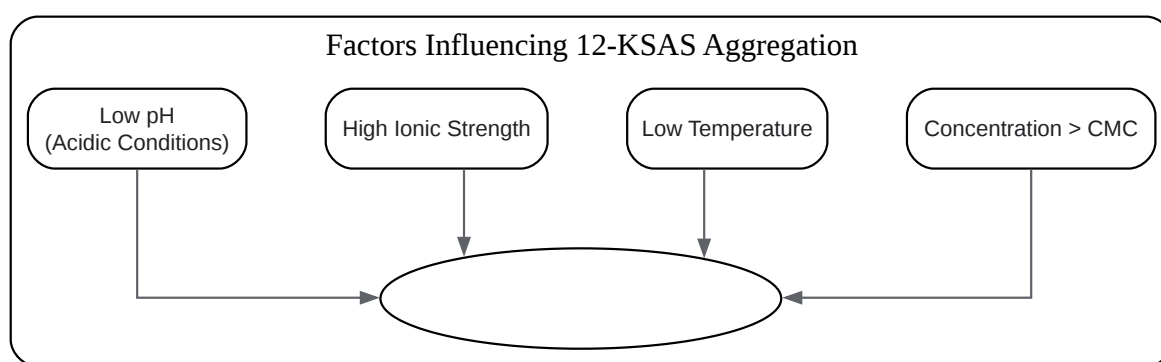 Factors Influencing 12-KSAS Aggregation
Low pH
(Acidic Conditions)
High Ionic Strength
Low Temperature
Concentration > CMC